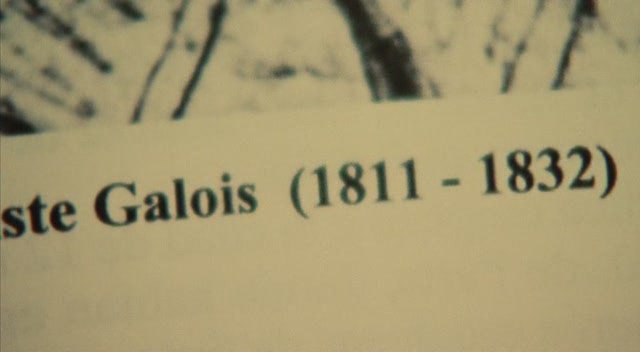 ste Galois (1811 - 1832)